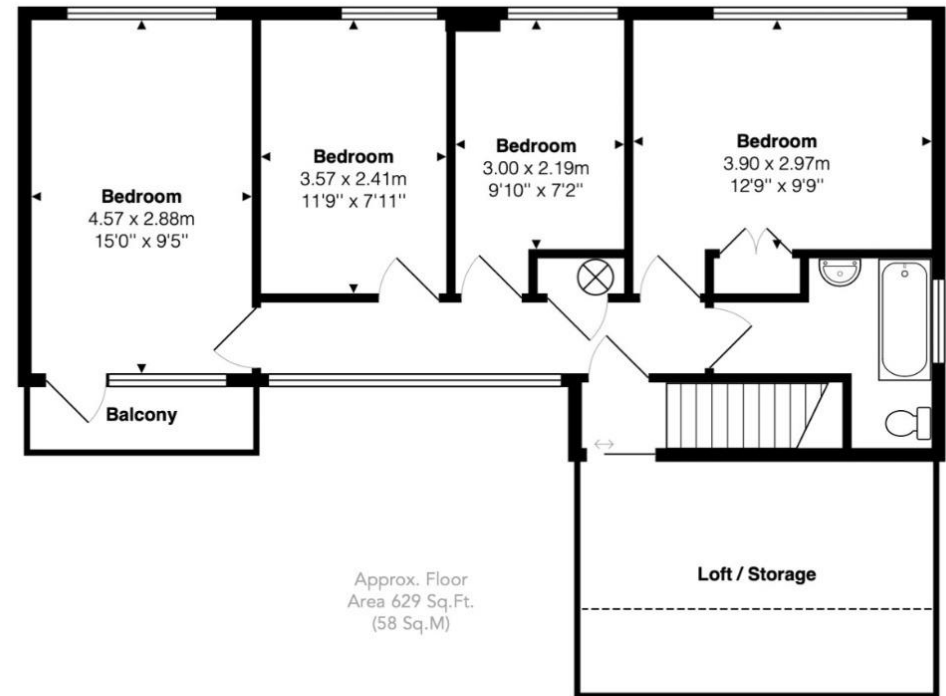 Bedroom
4.57 x 2.88m
15'0" x 9'5"
Bedroom
3.57 x 2.41m
11'9" x 7'11"
Bedroom
3.00 x 2.19m
9'10" x 7'2"
Bedroom
3.90 x 2.97m
12'9" x 9'9"
Balcony
Approx. Floor
Area 629 Sq.Ft.
(58 Sq.M)
Loft / Storage